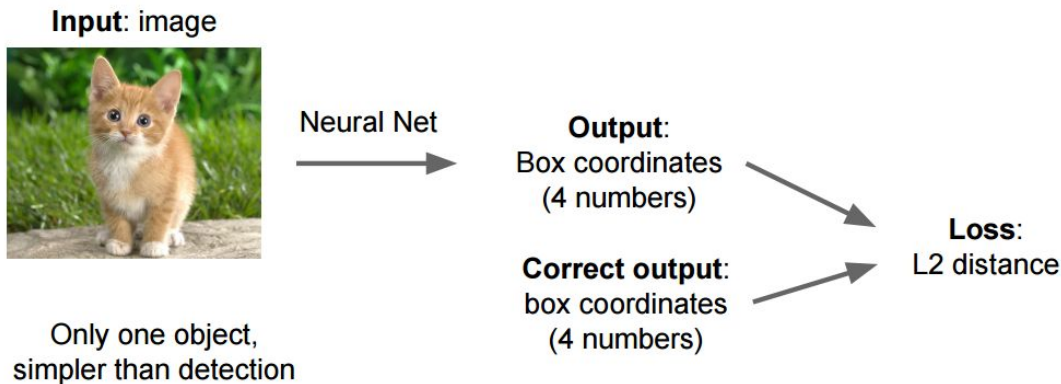 Input: image
Neural Net
Output:
Box coordinates
(4 numbers)
Correct output:
box coordinates
(4 numbers)
Loss:
L2 distance
Only one object,
simpler than detection